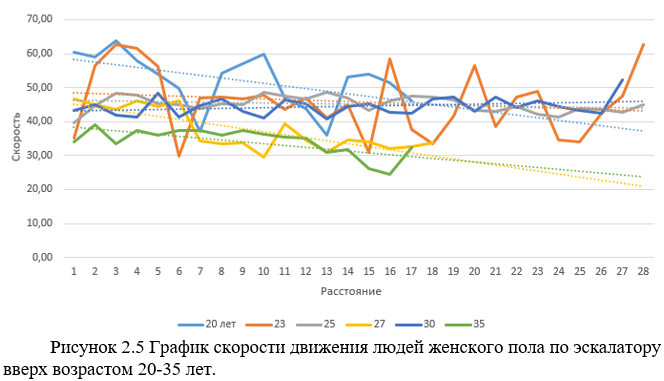 70,00
60,00
50,00
40,00
30,00
20,00
10,00
0,00
Скорость
1 2 3 4 5 6 7 8 9 10 11 12 13 14 15 16 17 18 19 20 21 22 23 24 25 26 27 28
Расстояние
20 лет 23 25 27 30 35
Рисунок 2.5 График скорости движения людей женского пола по эскалатору
вверх возрастом 20-35 лет.